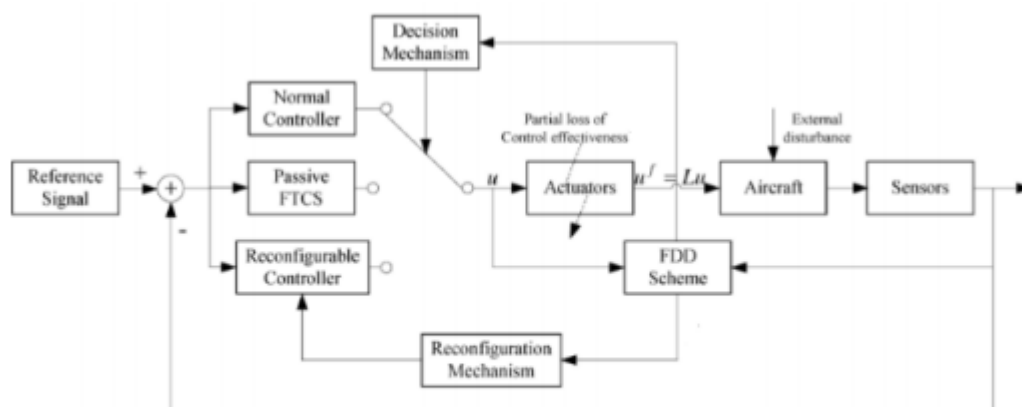 Decision
Mechanism
Normal
Controller
Partial loss of
Control effectiveness
External
disturbance
Reference
Signal
+
+
-
Passive
FTCS
u
Actuators
u^f = Lu
Aircraft
Sensors
Reconfigurable
Controller
FDD
Scheme
Reconfiguration
Mechanism